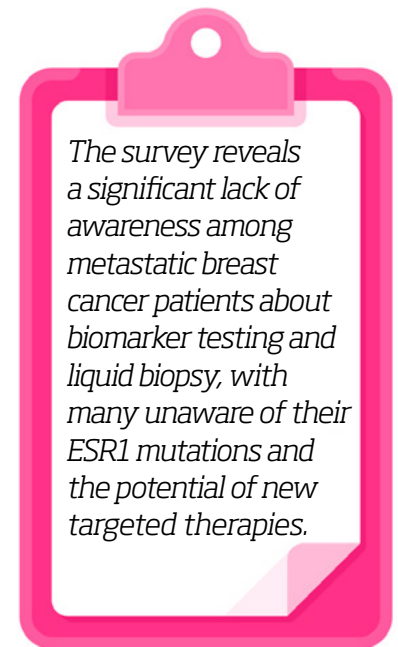 The survey reveals
a significant lack of
awareness among
metastatic breast
cancer patients about
biomarker testing and
liquid biopsy, with
many unaware of their
ESR1 mutations and
the potential of new
targeted therapies.